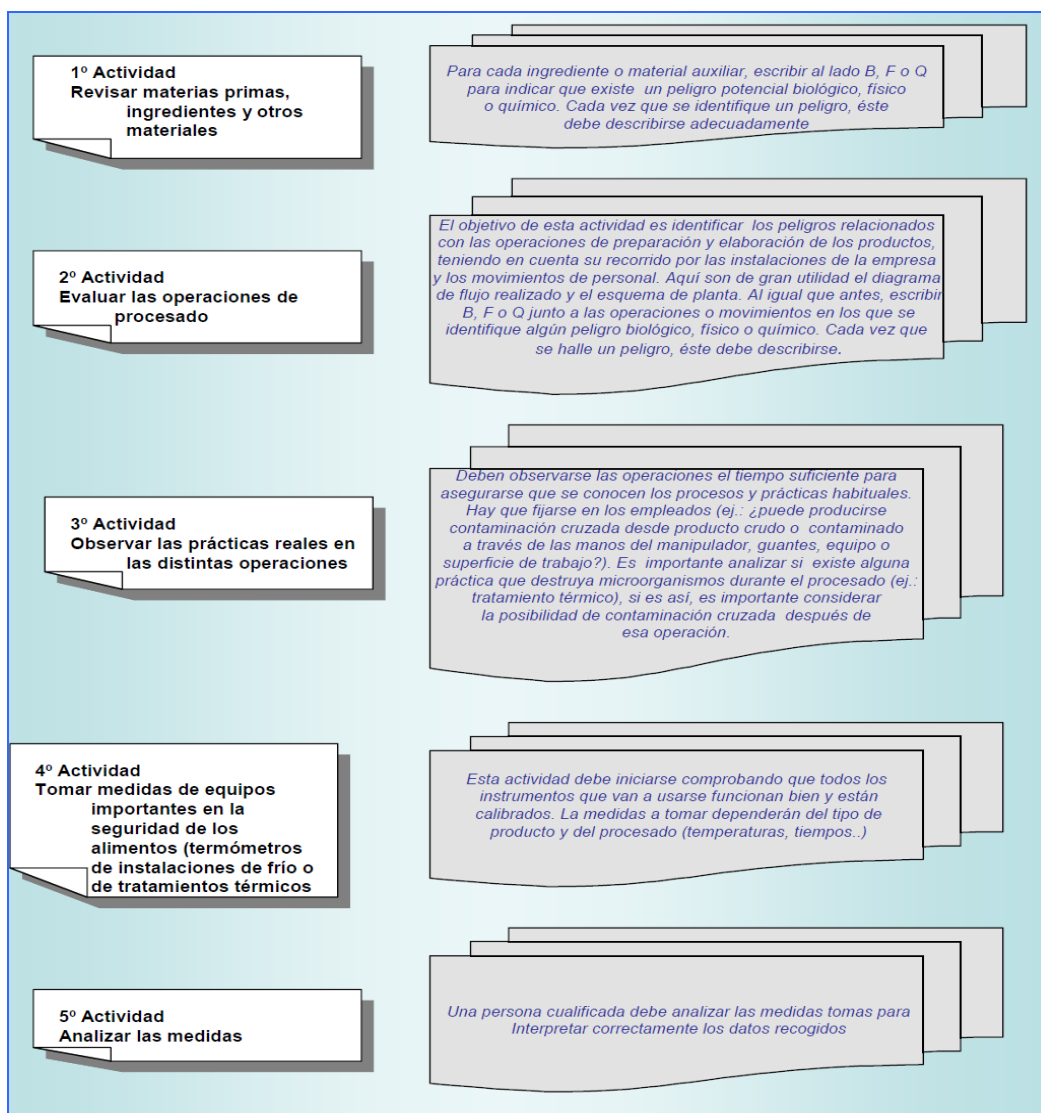 1º Actividad
Revisar materias primas,
ingredientes y otros
materiales
Para cada ingrediente o material auxiliar, escribir al lado B, F o Q
para indicar que existe un peligro potencial biológico, físico
o químico. Cada vez que se identifique un peligro, éste
debe describirse adecuadamente
2º Actividad
Evaluar las operaciones de
procesado
El objetivo de esta actividad es identificar los peligros relacionados
con las operaciones de preparación y elaboración de los productos,
teniendo en cuenta su recorrido por las instalaciones de la empresa
y los movimientos de personal. Aquí son de gran utilidad el diagrama
de flujo realizado y el esquema de planta. Al igual que antes, escribir
B, F o Q junto a las operaciones o movimientos en los que se
identifique algún peligro biológico, físico o químico. Cada vez que
se halle un peligro, éste debe describirse.
3º Actividad
Observar las prácticas reales en
las distintas operaciones
Deben observarse las operaciones el tiempo suficiente para
asegurarse que se conocen los procesos y prácticas habituales.
Hay que fijarse en los empleados (ej.: ¿puede producirse
contaminación cruzada desde producto crudo o contaminado
a través de las manos del manipulador, guantes, equipo o
superficie de trabajo?). Es importante analizar si existe alguna
práctica que destruya microorganismos durante el procesado (ej.:
tratamiento térmico), si es así, es importante considerar
la posibilidad de contaminación cruzada después de
esa operación.
4º Actividad
Tomar medidas de equipos
importantes en la
seguridad de los
alimentos (termómetros
de instalaciones de frío o
de tratamientos térmicos
Esta actividad debe iniciarse comprobando que todos los
instrumentos que van a usarse funcionan bien y están
calibrados. La medidas a tomar dependerán del tipo de
producto y del procesado (temperaturas, tiempos..)
5º Actividad
Analizar las medidas
Una persona cualificada debe analizar las medidas tomas para
Interpretar correctamente los datos recogidos